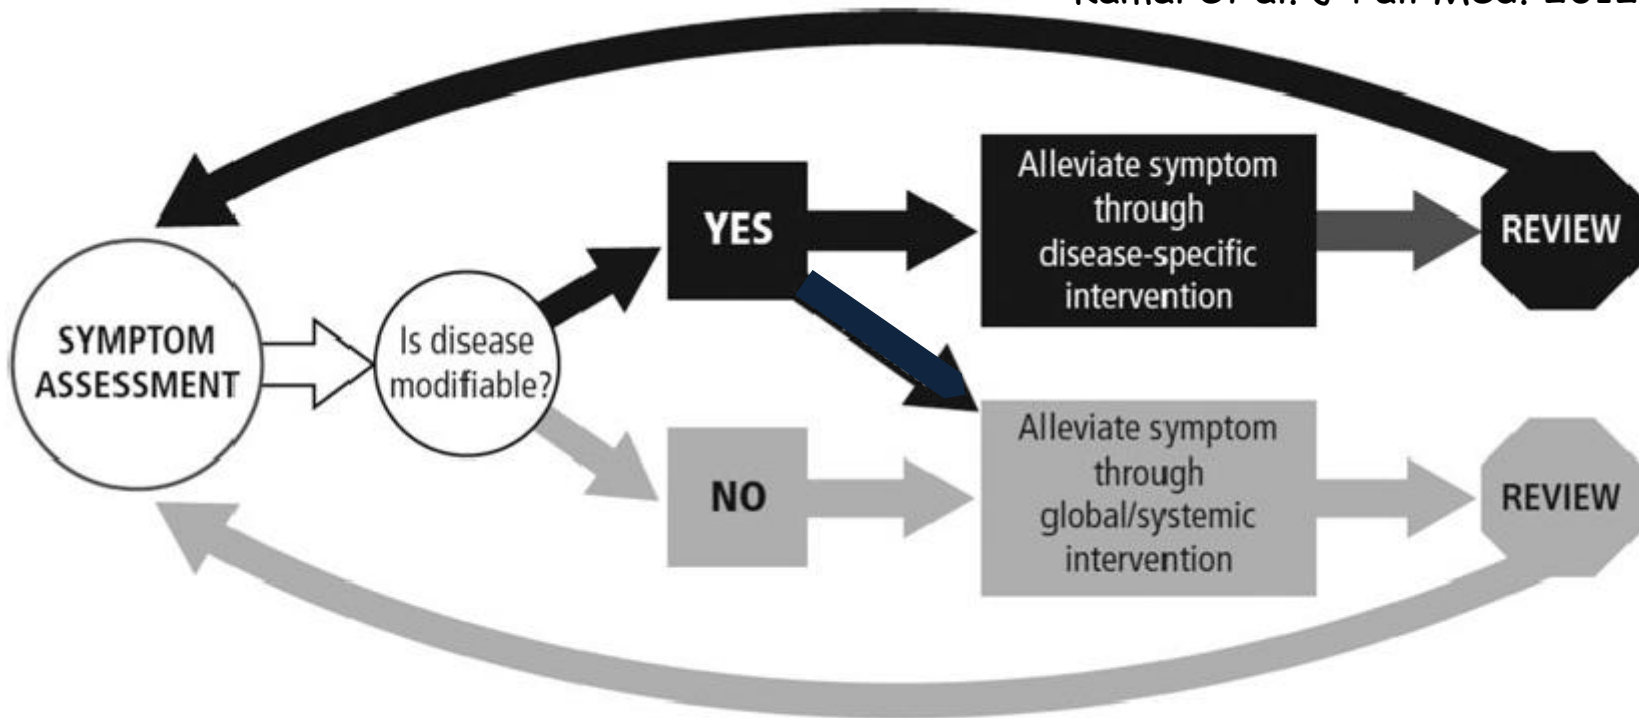 SYMPTOM
ASSESSMENT
Is disease
modifiable?
YES
Alleviate symptom
through
disease-specific
intervention
REVIEW
NO
Alleviate symptom
through
global/systemic
intervention
REVIEW